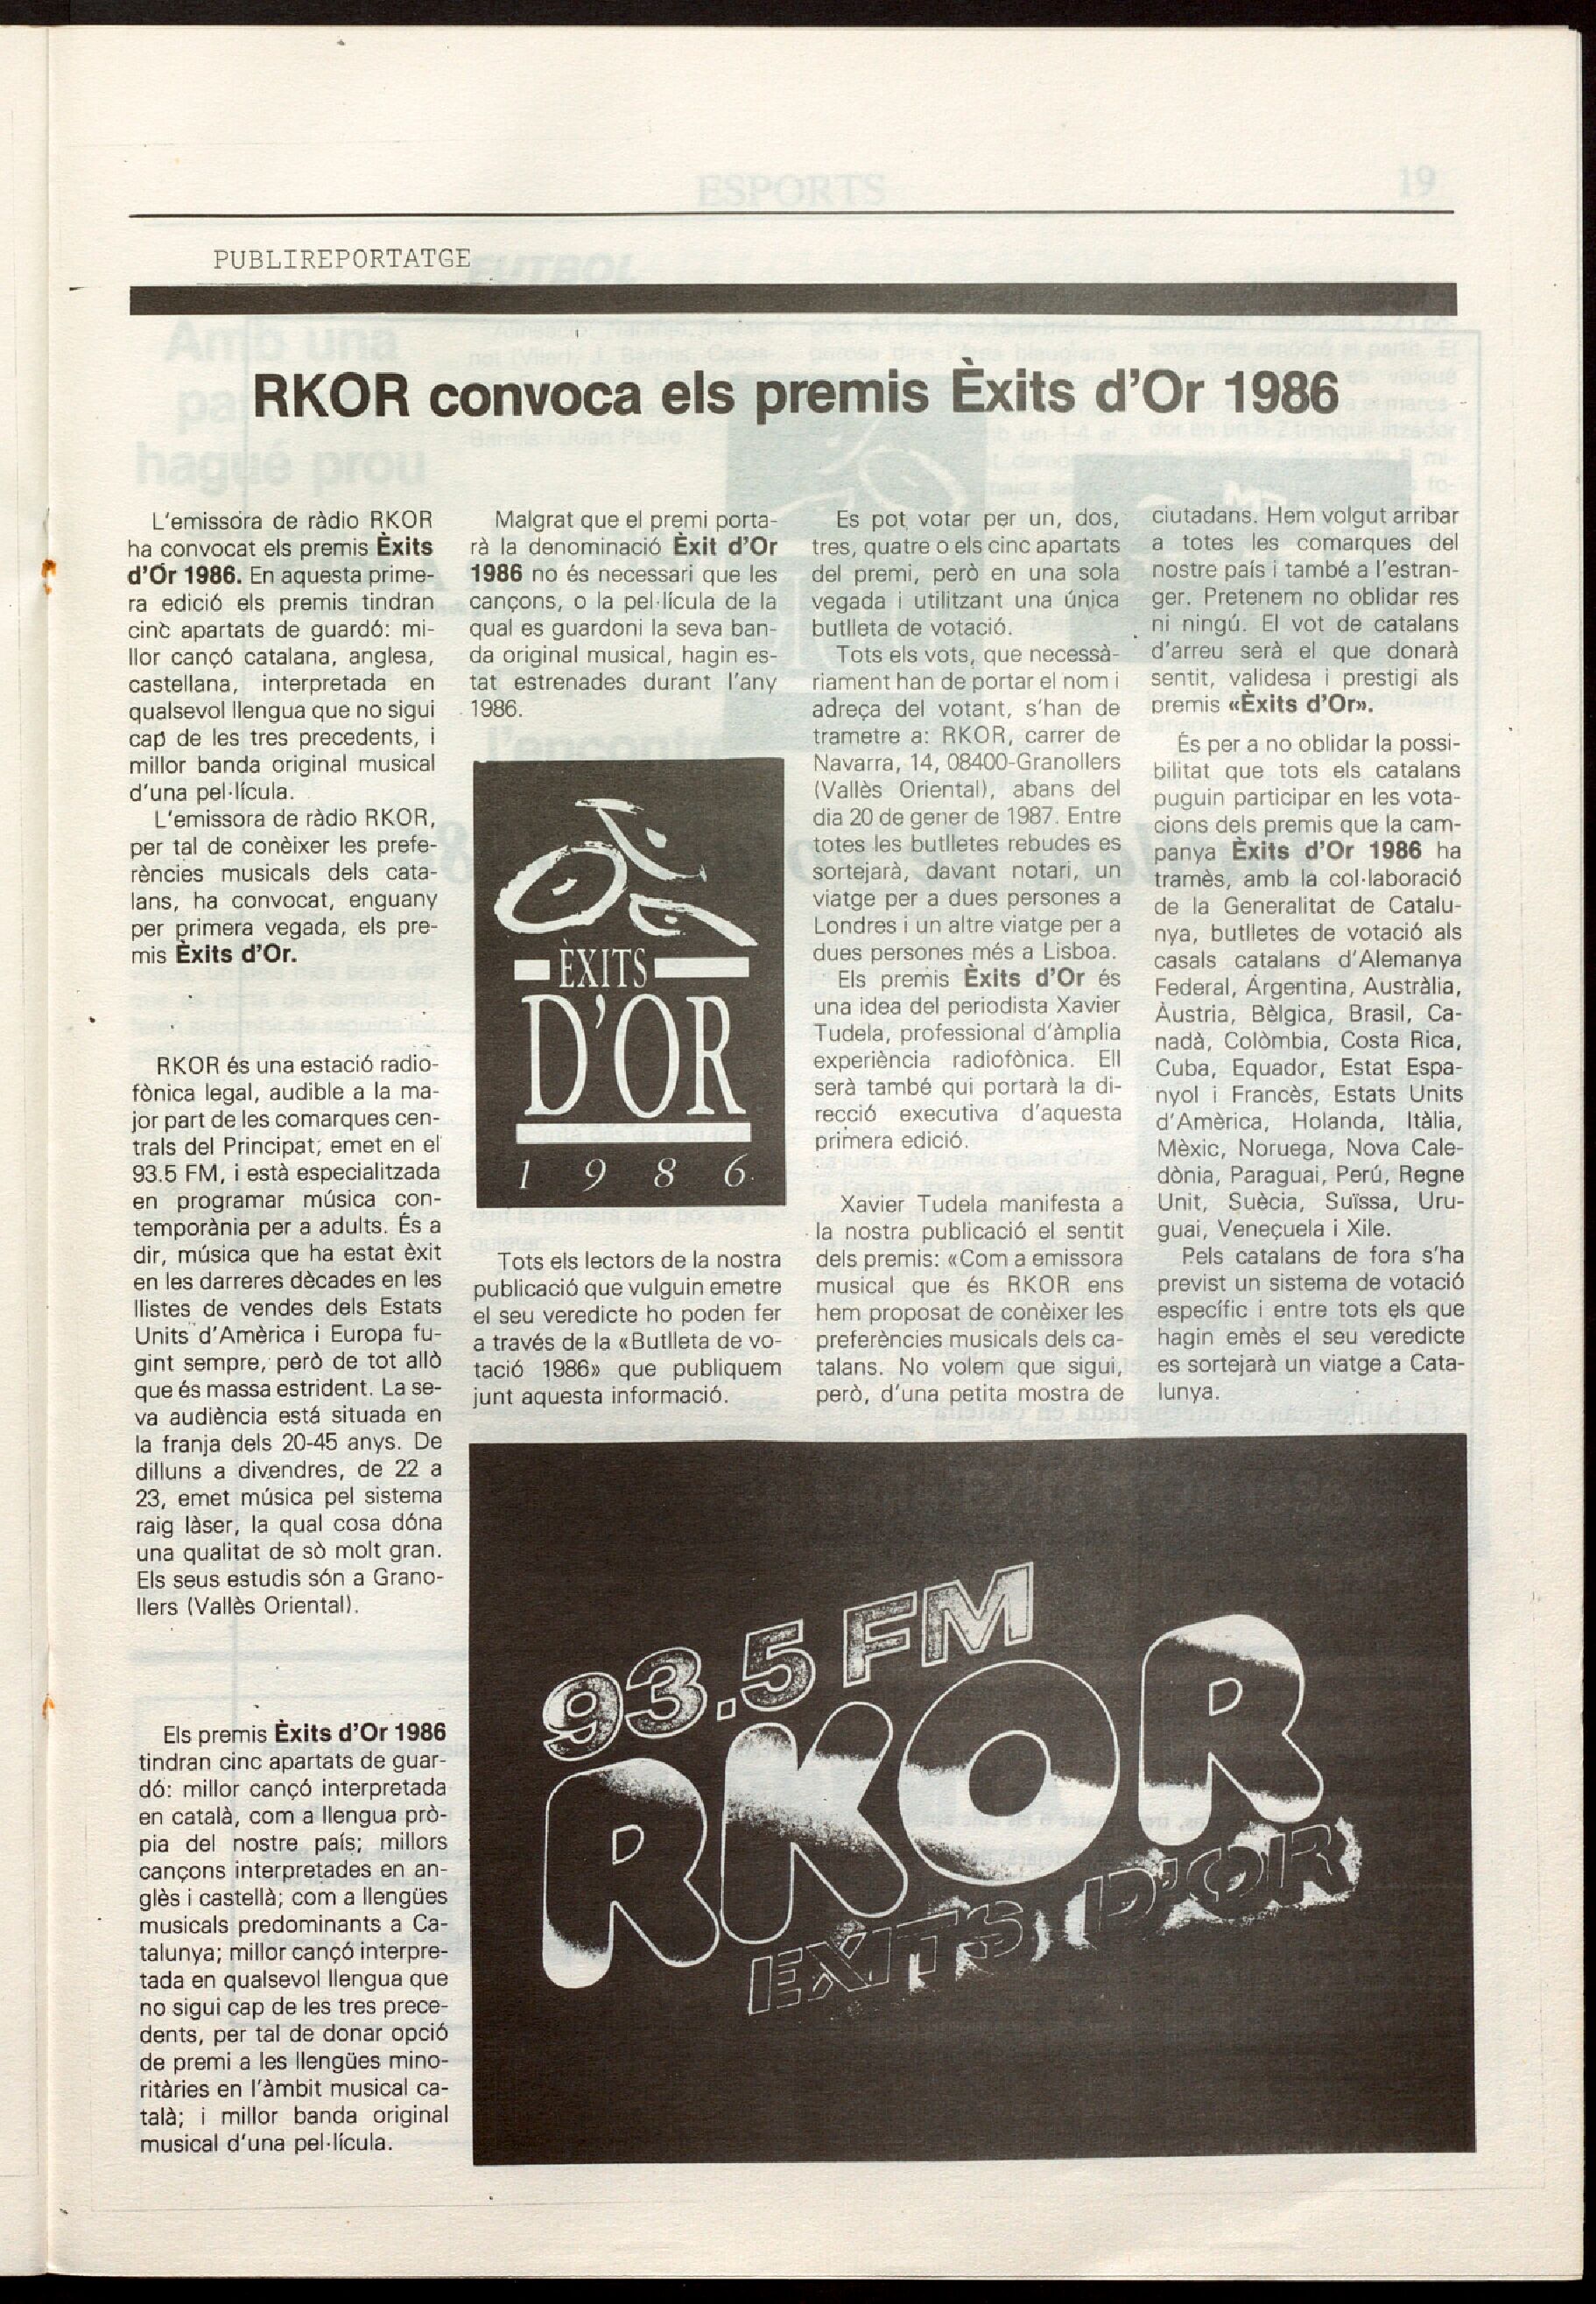 PUBLIREPORTATGE
RKOR convoca els premis Èxits d'Or 1986
L'emissora de ràdio RKOR
ha convocat els premis Èxits
d'Or 1986. En aquesta prime-
ra edició els premis tindran
cinc apartats de guardó: mi-
llor cançó catalana, anglesa,
castellana, interpretada en
qualsevol llengua que no sigui
cap de les tres precedents, i
millor banda original musical
d'una pel·lícula.
L'emissora de ràdio RKOR,
per tal de conèixer les prefe-
rències musicals dels cata-
lans, ha convocat, enguany
per primera vegada, els pre-
mis Èxits d'Or.
RKOR és una estació radio-
fònica legal, audible a la ma-
jor part de les comarques cen-
trals del Principat, emet en el
93.5 FM, i està especialitzada
en programar música con-
temporània per a adults. És a
dir, música que ha estat èxit
en les darreres dècades en les
llistes de vendes dels Estats
Units d'Amèrica i Europa fu-
gint sempre, però de tot allò
que és massa estrident. La se-
va audiència está situada en
la franja dels 20-45 anys. De
dilluns a divendres, de 22 a
23, emet música pel sistema
raig làser, la qual cosa dóna
una qualitat de sò molt gran.
Els seus estudis són a Grano-
llers (Vallès Oriental).
Els premis Èxits d'Or 1986
tindran cinc apartats de guar-
dó: millor cançó interpretada
en català, com a llengua prò-
pia del nostre país; millors
cançons interpretades en an-
glès i castellà; com a llengües
musicals predominants a Ca-
talunya; millor cançó interpre-
tada en qualsevol llengua que
no sigui cap de les tres prece-
dents, per tal de donar opció
de premi a les llengües mino-
ritàries en l'àmbit musical ca-
talà; i millor banda original
musical d'una pel·lícula.
Malgrat que el premi porta-
rà la denominació Èxit d'Or
1986 no és necessari que les
cançons, o la pel·lícula de la
qual es guardoni la seva ban-
da original musical, hagin es-
tat estrenades durant l'any
1986.
ÈXITS
D'OR
1986
Tots els lectors de la nostra
publicació que vulguin emetre
el seu veredicte ho poden fer
a través de la «Butlleta de vo-
tació 1986» que publiquem
junt aquesta informació.
Es pot votar per un, dos,
tres, quatre o els cinc apartats
del premi, però en una sola
vegada i utilitzant una única
butlleta de votació.
Tots els vots, que necessà-
riament han de portar el nom i
adreça del votant, s'han de
trametre a: RKOR, carrer de
Navarra, 14, 08400-Granollers
(Vallès Oriental), abans del
dia 20 de gener de 1987. Entre
totes les butlletes rebudes es
sortejarà, davant notari, un
viatge per a dues persones a
Londres i un altre viatge per a
dues persones més a Lisboa.
Els premis Èxits d'Or és
una idea del periodista Xavier
Tudela, professional d'àmplia
experiència radiofònica. Ell
serà també qui portarà la di-
recció executiva d'aquesta
primera edició.
Xavier Tudela manifesta a
la nostra publicació el sentit
dels premis: «Com a emissora
musical que és RKOR ens
hem proposat de conèixer les
preferències musicals dels ca-
talans. No volem que sigui,
però, d'una petita mostra de
ciutadans. Hem volgut arribar
a totes les comarques del
nostre país i també a l'estran-
ger. Pretenem no oblidar res
ni ningú. El vot de catalans
d'arreu serà el que donarà
sentit, validesa i prestigi als
premis «Èxits d'Or».
És per a no oblidar la possi-
bilitat que tots els catalans
puguin participar en les vota-
cions dels premis que la cam-
panya Èxits d'Or 1986 ha
tramès, amb la col·laboració
de la Generalitat de Catalu-
nya, butlletes de votació als
casals catalans d'Alemanya
Federal, Argentina, Austràlia,
Àustria, Bèlgica, Brasil, Ca-
nadà, Colòmbia, Costa Rica,
Cuba, Equador, Estat Espa-
nyol i Francès, Estats Units
d'Amèrica, Holanda, Itàlia,
Mèxic, Noruega, Nova Cale-
dònia, Paraguai, Perú, Regne
Unit, Suècia, Suïssa, Uru-
guai, Veneçuela i Xile.
Pels catalans de fora s'ha
previst un sistema de votació
específic i entre tots els que
hagin emès el seu veredicte
es sortejarà un viatge a Cata-
lunya.
93.5 FM
RKOR
EXITS D'OR